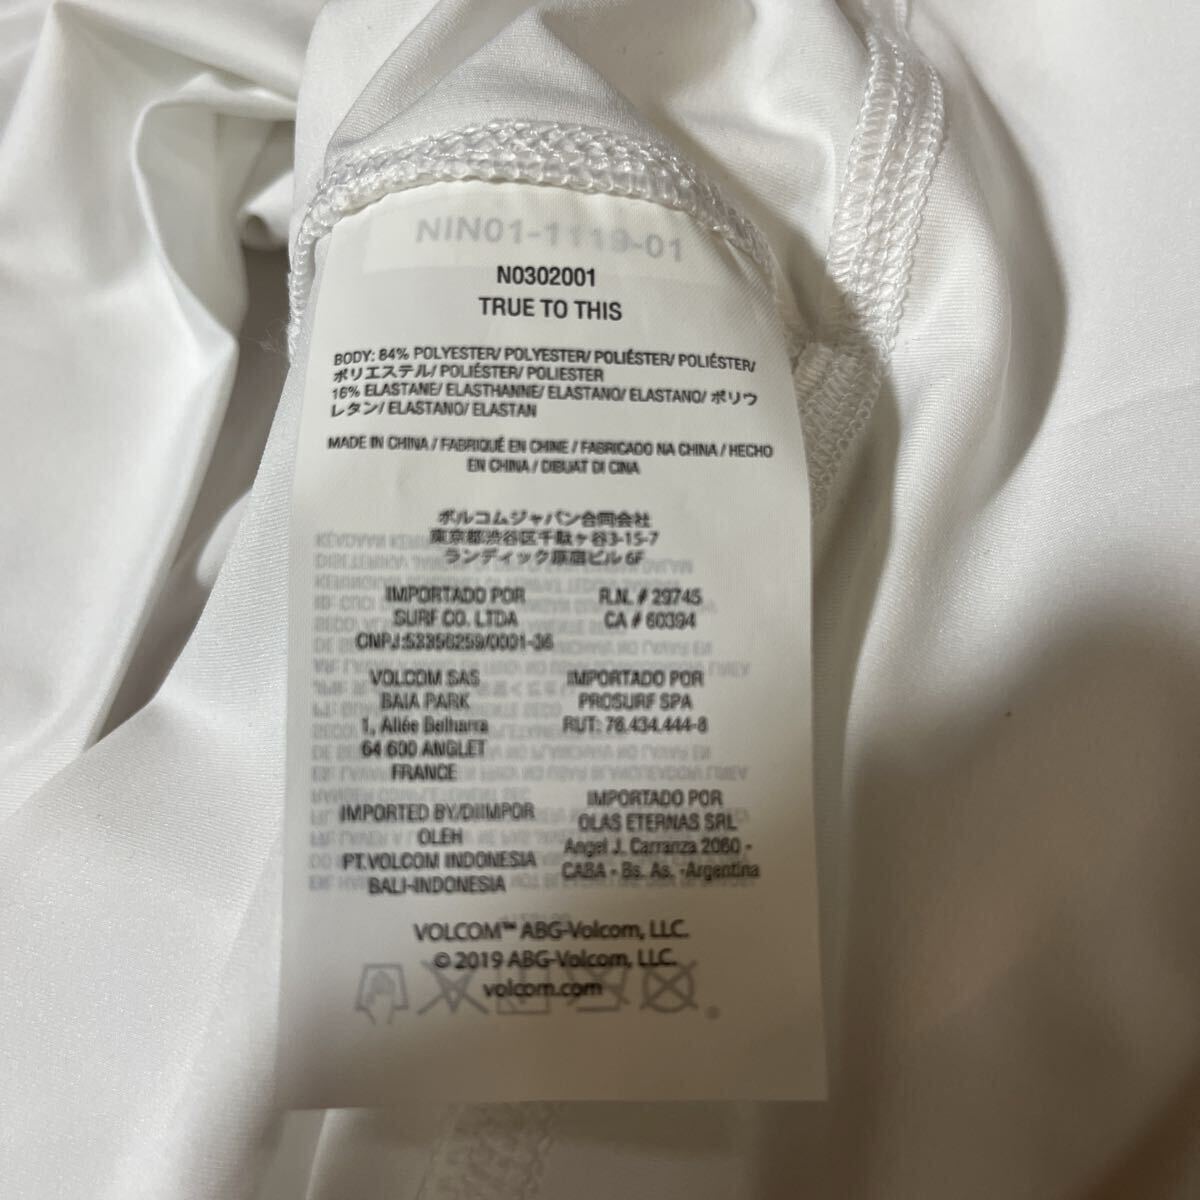 NIN01-1119-01
N0302001
TRUE TO THIS
BODY: 84% POLYESTER/ POLYESTER/ POLIÉSTER/ POLIÉSTER/
ポリエステル/ POLIÉSTER/ POLIESTER
16% ELASTANE/ ELASTHANNE/ ELASTANO/ ELASTANO/ ポリウ
レタン/ ELASTANO/ ELASTAN
MADE IN CHINA / FABRIQUÉ EN CHINE / FABRICADO NA CHINA / HECHO
EN CHINA / DIBUAT DI CINA
ボルコムジャパン合同会社
東京都渋谷区千駄ヶ谷3-15-7
ランディック原宿ビル 6F
IMPORTADO POR
SURF CO. LTDA
CNPJ:53356259/0001-36
R.N. # 29745
CA # 60394
VOLCOM SAS
BAIA PARK
1, Allée Belharra
64 600 ANGLET
FRANCE
IMPORTADO POR
PROSURF SPA
RUT: 76.434.444-8
IMPORTED BY/DIIMPOR
OLEH
PT.VOLCOM INDONESIA
BALI-INDONESIA
IMPORTADO POR
OLAS ETERNAS SRL
Angel J. Carranza 2060 -
CABA - Bs. As. -Argentina
VOLCOM™ ABG-Volcom, LLC.
© 2019 ABG-Volcom, LLC.
volcom.com